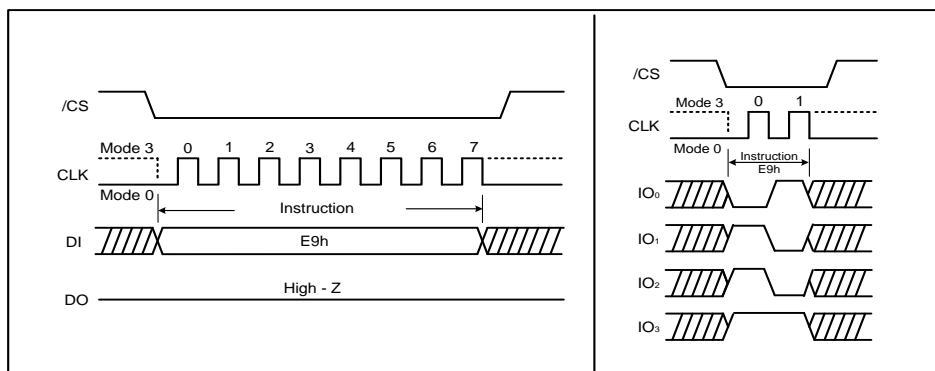 /CS
Mode 3 0 1 2 3 4 5 6 7
CLK
Mode 0
Instruction
DI E9h
High - Z
DO
/CS
Mode 3 0 1
CLK
Mode 0
Instruction
E9h
IO₀
IO₁
IO₂
IO₃